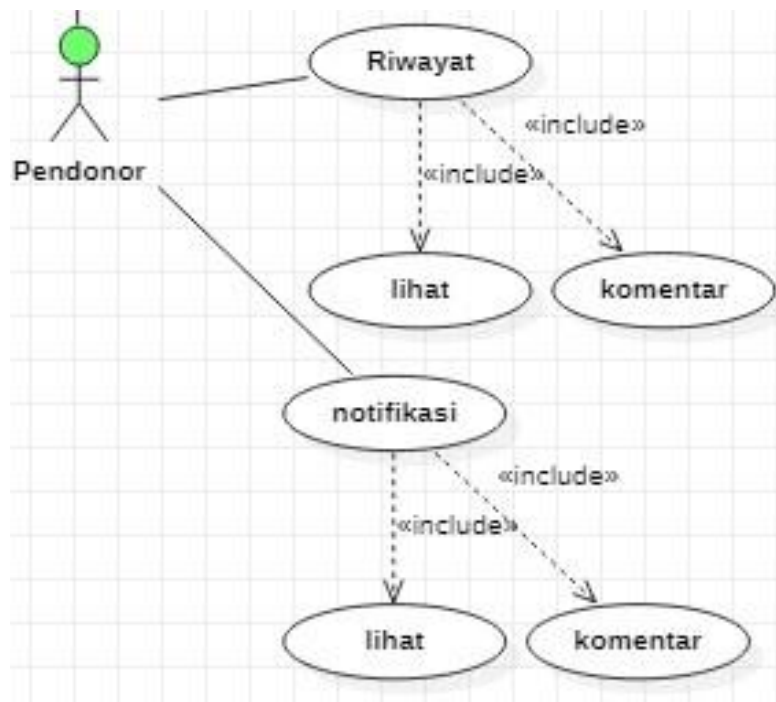 Riwayat
«include»
«include»
Pendonor
lihat
komentar
notifikasi
«include»
«include»
lihat
komentar